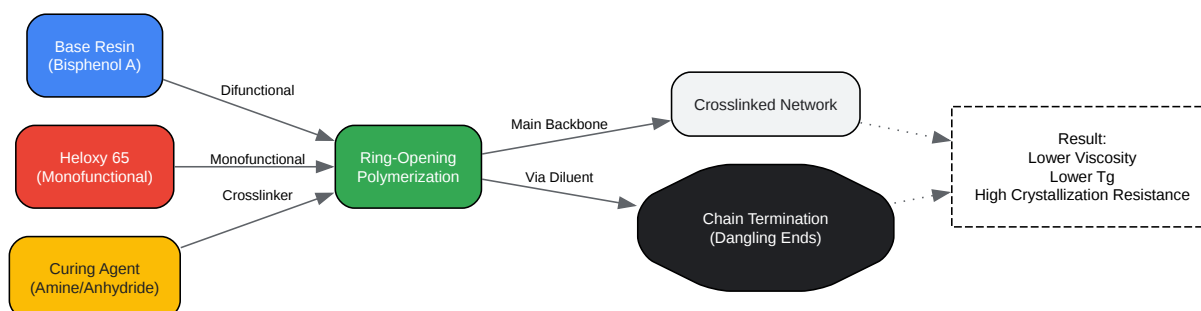 Base Resin
(Bisphenol A)
Difunctional
Heloxy 65
(Monofunctional)
Monofunctional
Crosslinker
Curing Agent
(Amine/Anhydride)
Ring-Opening
Polymerization
Main Backbone
Via Diluent
Crosslinked Network
Chain Termination
(Dangling Ends)
Result:
Lower Viscosity
Lower Tg
High Crystallization Resistance